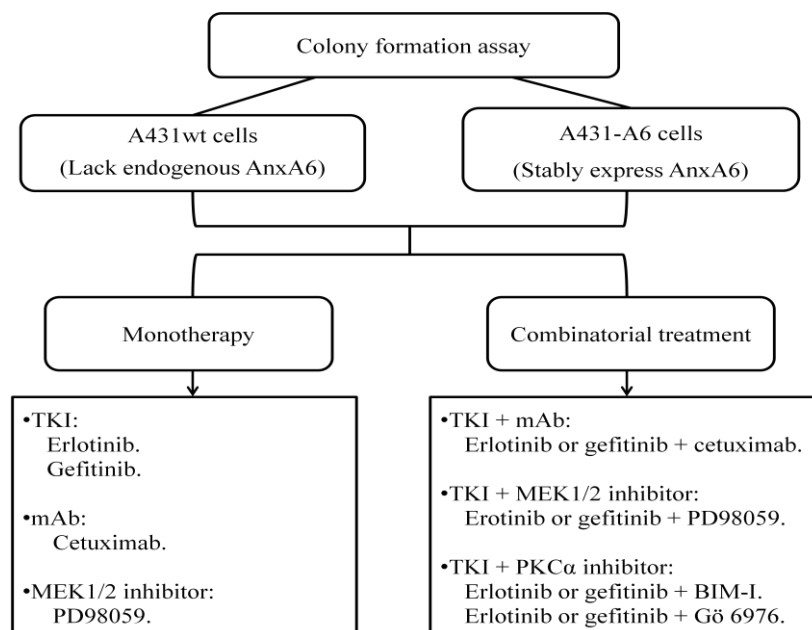 Colony formation assay
A431wt cells
(Lack endogenous AnxA6)
A431-A6 cells
(Stably express AnxA6)
Monotherapy
Combinatorial treatment
•TKI:
Erlotinib.
Gefitinib.
•mAb:
Cetuximab.
•MEK1/2 inhibitor:
PD98059.
•TKI + mAb:
Erlotinib or gefitinib + cetuximab.
•TKI + MEK1/2 inhibitor:
Erotinib or gefitinib + PD98059.
•TKI + PKCα inhibitor:
Erlotinib or gefitinib + BIM-I.
Erlotinib or gefitinib + Gö 6976.